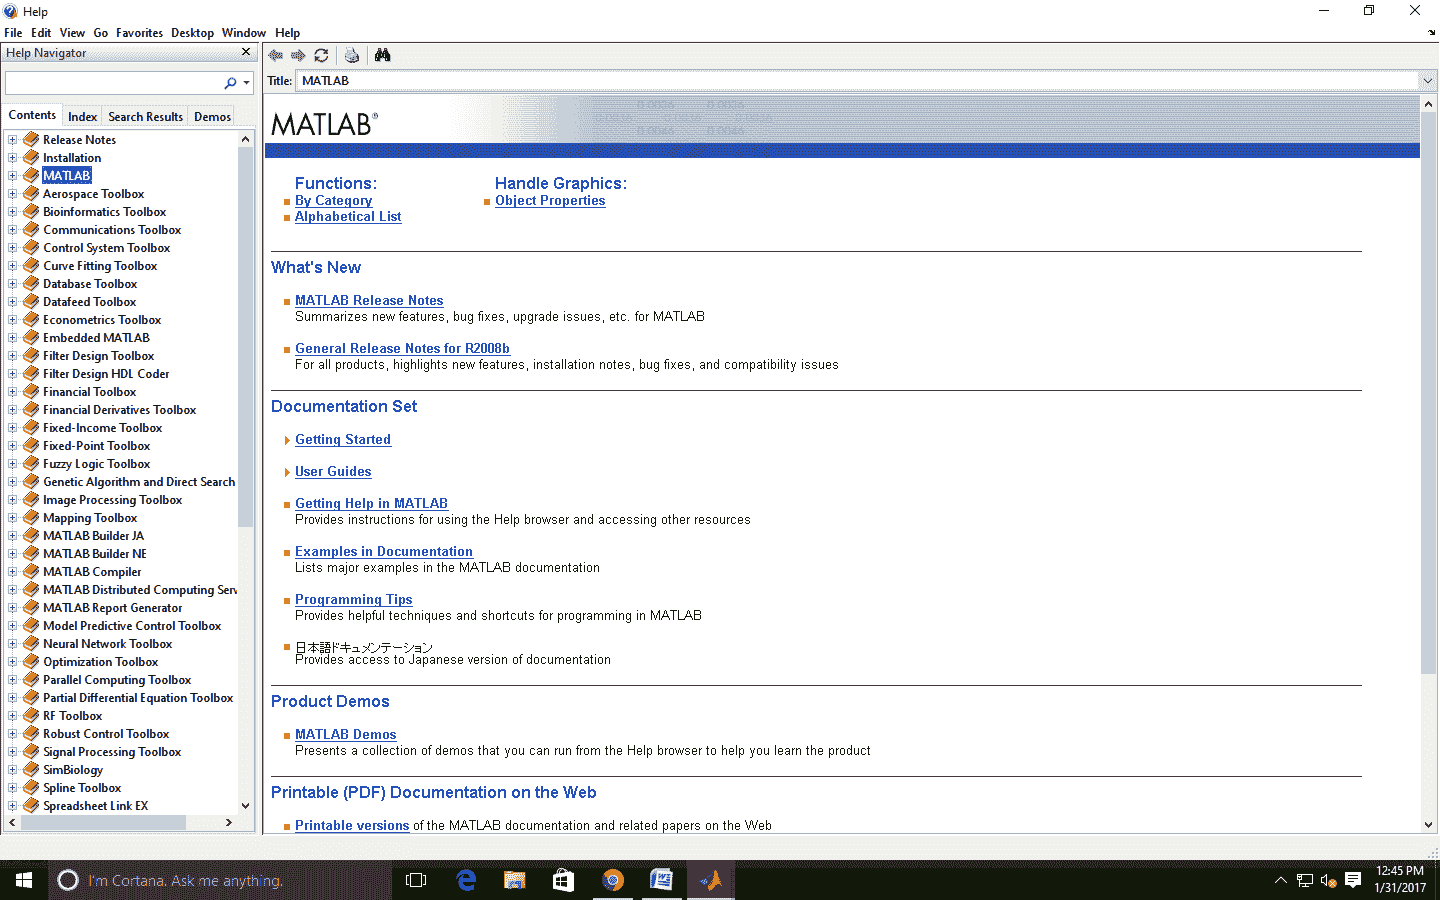 Help
File Edit View Go Favorites Desktop Window Help
Help Navigator
Contents Index Search Results Demos
Release Notes
Installation
MATLAB
Aerospace Toolbox
Bioinformatics Toolbox
Communications Toolbox
Control System Toolbox
Curve Fitting Toolbox
Database Toolbox
Datafeed Toolbox
Econometrics Toolbox
Embedded MATLAB
Filter Design Toolbox
Filter Design HDL Coder
Financial Toolbox
Financial Derivatives Toolbox
Fixed-Income Toolbox
Fixed-Point Toolbox
Fuzzy Logic Toolbox
Genetic Algorithm and Direct Search
Image Processing Toolbox
Mapping Toolbox
MATLAB Builder JA
MATLAB Builder NE
MATLAB Compiler
MATLAB Distributed Computing Serv
MATLAB Report Generator
Model Predictive Control Toolbox
Neural Network Toolbox
Optimization Toolbox
Parallel Computing Toolbox
Partial Differential Equation Toolbox
RF Toolbox
Robust Control Toolbox
Signal Processing Toolbox
SimBiology
Spline Toolbox
Spreadsheet Link EX
Title: MATLAB
MATLAB®
0.0036 0.0036
0.0046 0.0046
Functions:
By Category
Alphabetical List
Handle Graphics:
Object Properties
What's New
MATLAB Release Notes
Summarizes new features, bug fixes, upgrade issues, etc. for MATLAB
General Release Notes for R2008b
For all products, highlights new features, installation notes, bug fixes, and compatibility issues
Documentation Set
Getting Started
User Guides
Getting Help in MATLAB
Provides instructions for using the Help browser and accessing other resources
Examples in Documentation
Lists major examples in the MATLAB documentation
Programming Tips
Provides helpful techniques and shortcuts for programming in MATLAB
日本語ドキュメンテーション
Provides access to Japanese version of documentation
Product Demos
MATLAB Demos
Presents a collection of demos that you can run from the Help browser to help you learn the product
Printable (PDF) Documentation on the Web
Printable versions of the MATLAB documentation and related papers on the Web
I'm Cortana. Ask me anything.
12:45 PM
1/31/2017